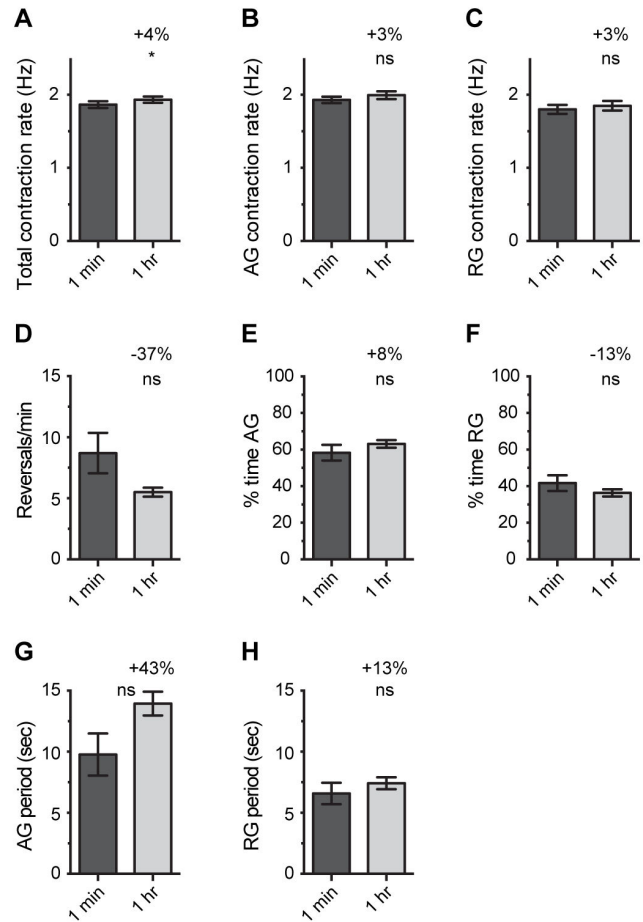 A
+4%
*
Total contraction rate (Hz)
2
1
0
1 min
1 hr
B
+3%
ns
AG contraction rate (Hz)
2
1
0
1 min
1 hr
C
+3%
ns
RG contraction rate (Hz)
2
1
0
1 min
1 hr
D
-37%
ns
Reversals/min
15
10
5
0
1 min
1 hr
E
+8%
ns
% time AG
100
80
60
40
20
0
1 min
1 hr
F
-13%
ns
% time RG
100
80
60
40
20
0
1 min
1 hr
G
+43%
ns
AG period (sec)
15
10
5
0
1 min
1 hr
H
+13%
ns
RG period (sec)
15
10
5
0
1 min
1 hr